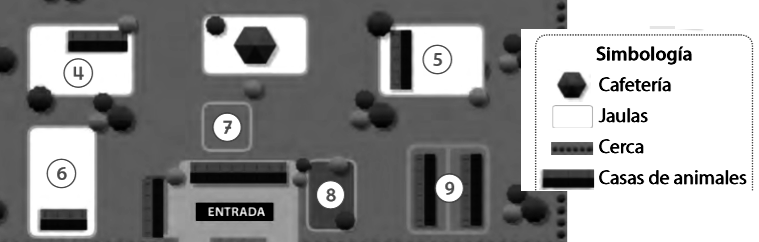 4
5
6
7
8
9
ENTRADA
Simbología
Cafetería
Jaulas
Cerca
Casas de animales